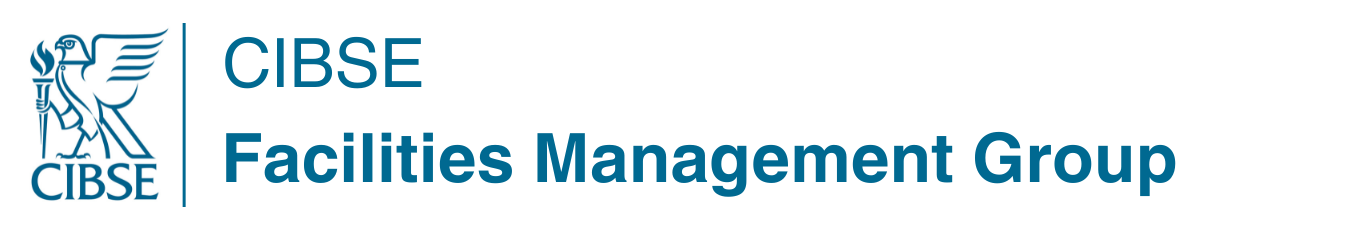 CIBSE
CIBSE
Facilities Management Group